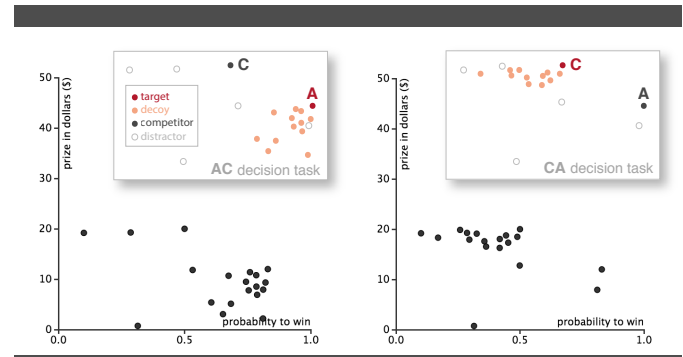 prize in dollars ($)
50
40
30
20
10
0
0.0
0.5
1.0
probability to win
C
A
target
decoy
competitor
distractor
AC decision task
prize in dollars ($)
50
40
30
20
10
0
0.0
0.5
1.0
probability to win
C
A
CA decision task